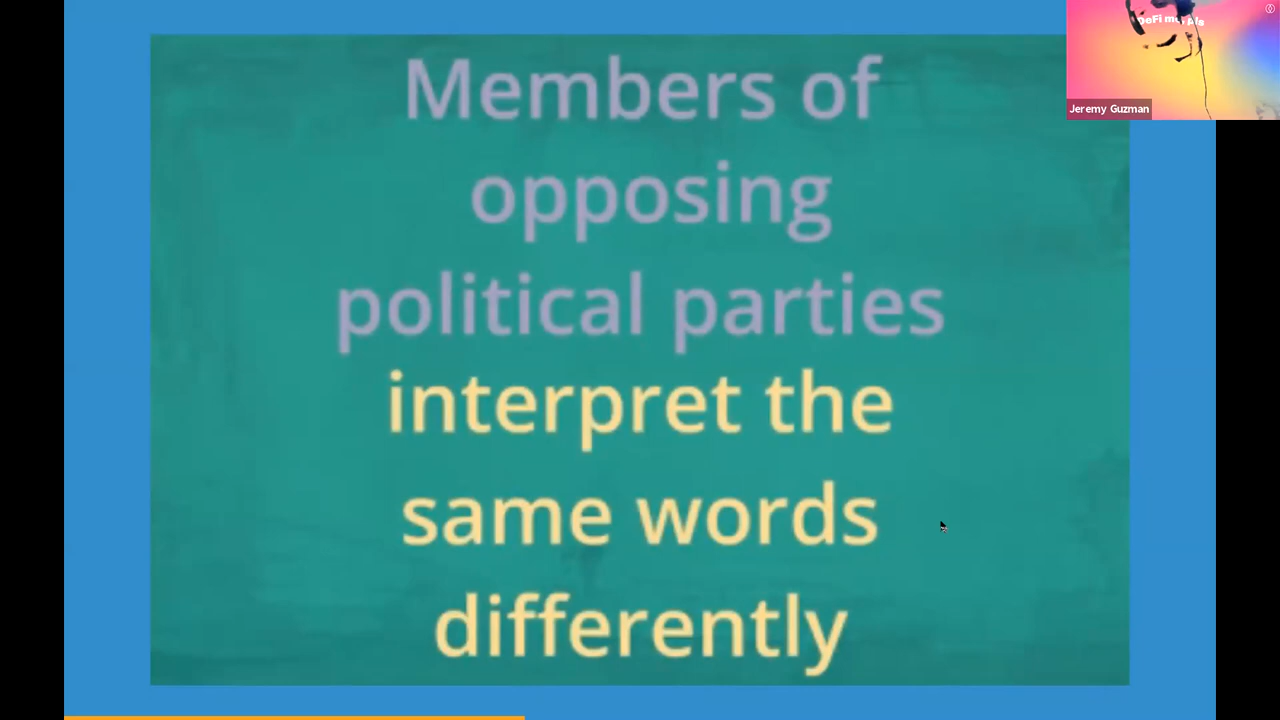 Members of
opposing
political parties
interpret the
same words
differently
Jeremy Guzman